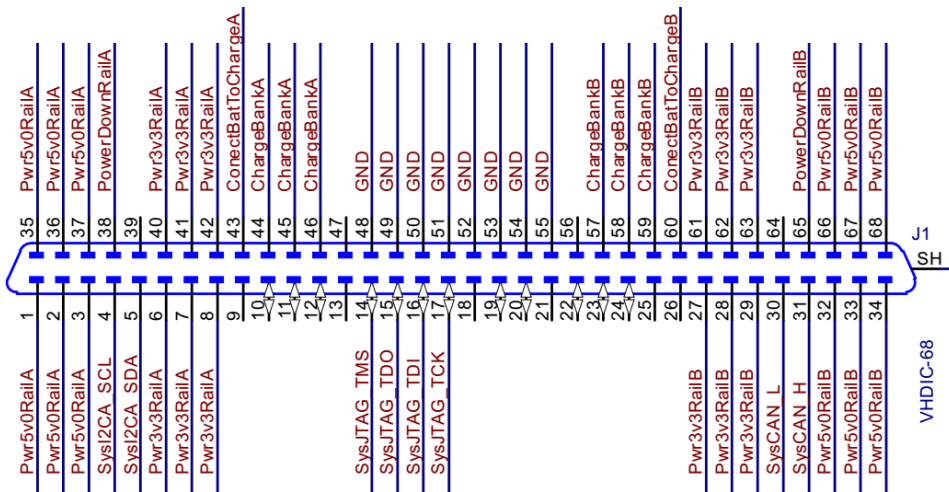 35 Pwr5v0RailA
36 Pwr5v0RailA
37 Pwr5v0RailA
38 PowerDownRailA
39
40 Pwr3v3RailA
41 Pwr3v3RailA
42 Pwr3v3RailA
43 ConectBatToChargeA
44 ChargeBankA
45 ChargeBankA
46 ChargeBankA
47
48 GND
49 GND
50 GND
51 GND
52 GND
53 GND
54 GND
55 GND
56
57 ChargeBankB
58 ChargeBankB
59 ChargeBankB
60 ConectBatToChargeB
61 Pwr3v3RailB
62 Pwr3v3RailB
63 Pwr3v3RailB
64
65 PowerDownRailB
66 Pwr5v0RailB
67 Pwr5v0RailB
68 Pwr5v0RailB
J1
SH
Pwr5v0RailA 1
Pwr5v0RailA 2
Pwr5v0RailA 3
SysI2CA_SCL 4
SysI2CA_SDA 5
Pwr3v3RailA 6
Pwr3v3RailA 7
Pwr3v3RailA 8
9
10
11
12
13
SysJTAG_TMS 14
SysJTAG_TDO 15
SysJTAG_TDI 16
SysJTAG_TCK 17
18
19
20
21
22
23
24
25
26
Pwr3v3RailB 27
Pwr3v3RailB 28
Pwr3v3RailB 29
SysCAN_L 30
SysCAN_H 31
Pwr5v0RailB 32
Pwr5v0RailB 33
Pwr5v0RailB 34
VHDIC-68